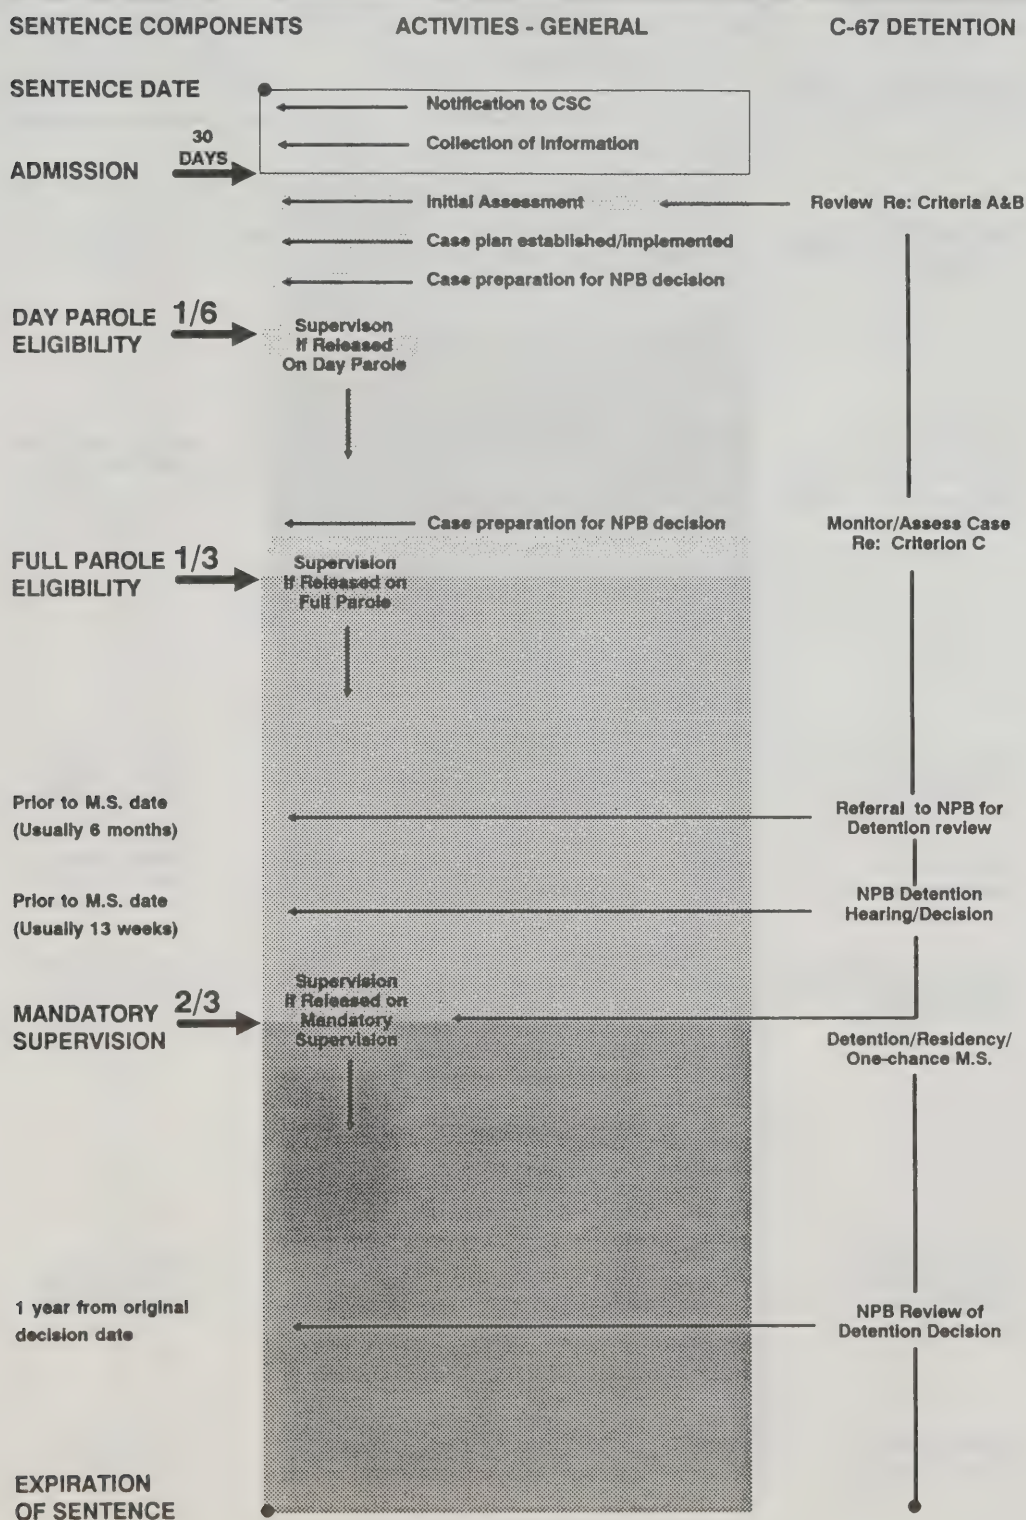 SENTENCE COMPONENTS ACTIVITIES - GENERAL C-67 DETENTION
SENTENCE DATE
Notification to CSC
30
DAYS
Collection of Information
ADMISSION
Initial Assessment
Review Re: Criteria A&B
Case plan established/implemented
Case preparation for NPB decision
DAY PAROLE 1/6
ELIGIBILITY
Supervison
If Released
On Day Parole
Case preparation for NPB decision
Monitor/Assess Case
Re: Criterion C
FULL PAROLE 1/3
ELIGIBILITY
Supervision
If Released on
Full Parole
Prior to M.S. date
(Usually 6 months)
Referral to NPB for
Detention review
Prior to M.S. date
(Usually 13 weeks)
NPB Detention
Hearing/Decision
MANDATORY 2/3
SUPERVISION
Supervision
If Released on
Mandatory
Supervision
Detention/Residency/
One-chance M.S.
1 year from original
decision date
NPB Review of
Detention Decision
EXPIRATION
OF SENTENCE